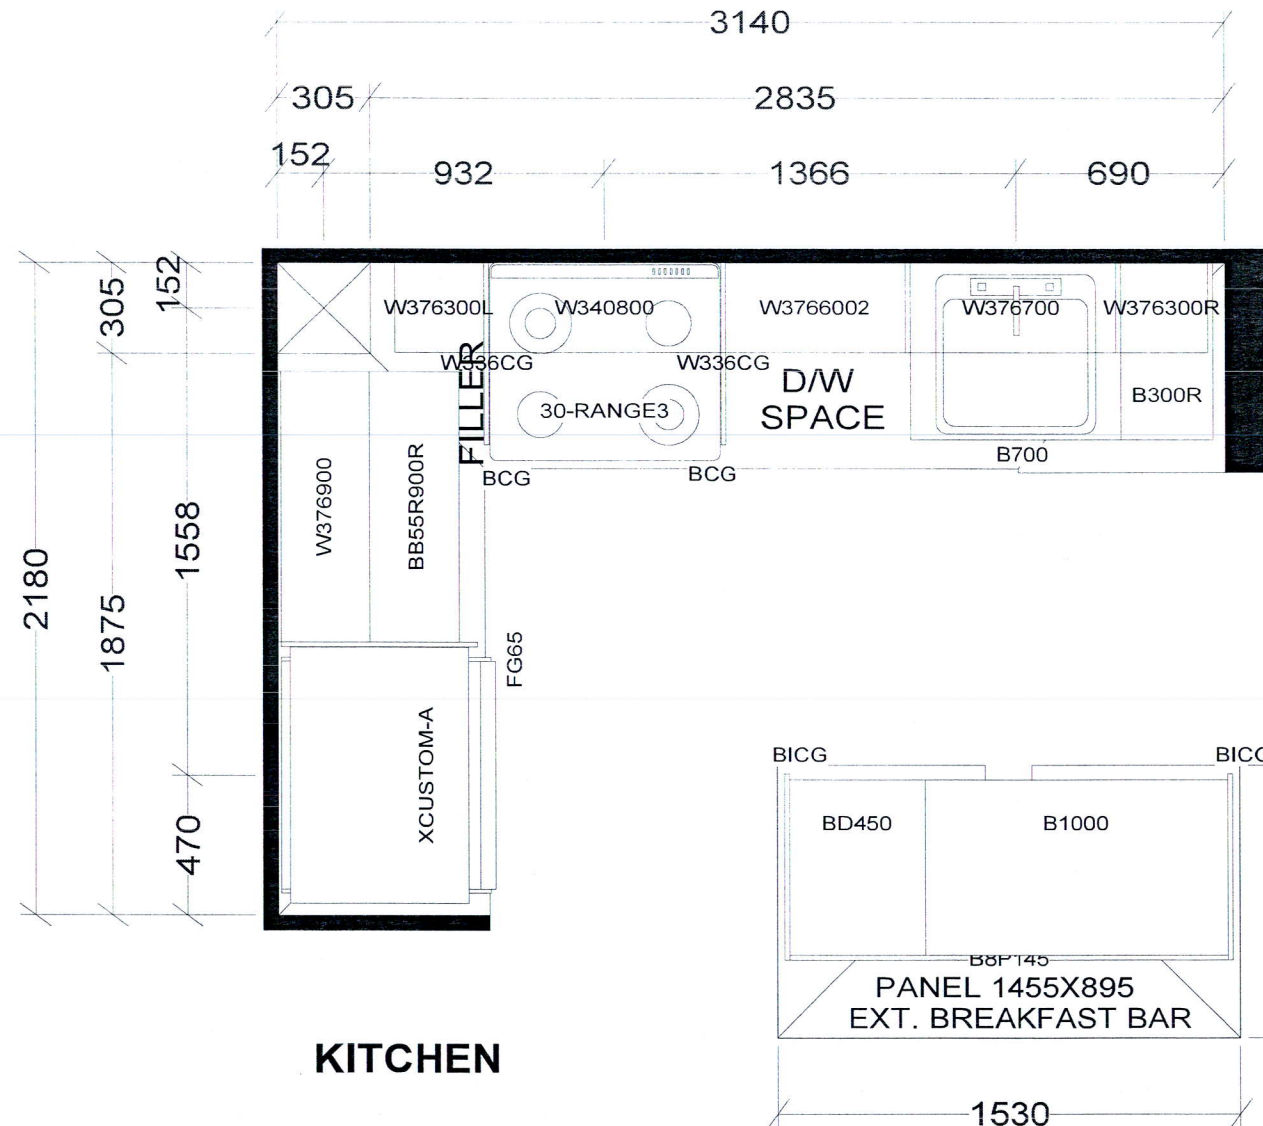 3140
305
2835
152
932
1366
690
152
305
W376300L
W340800
W3766002
W376700
W376300R
W336CG
W336CG
FILLER
D/W
SPACE
30-RANGE3
B300R
B700
BCG
BCG
W376900
BB55R900R
1558
2180
1875
FG65
XCUSTOM-A
470
BICG
BICG
BD450
B1000
B8P145
PANEL 1455X895
EXT. BREAKFAST BAR
KITCHEN
1530